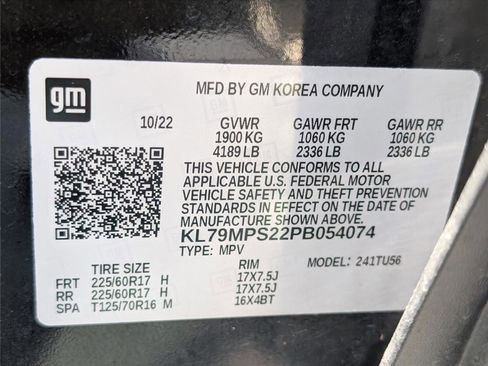 gm
MFD BY GM KOREA COMPANY
10/22 GVWR GAWR FRT GAWR RR
1900 KG 1060 KG 1060 KG
4189 LB 2336 LB 2336 LB
THIS VEHICLE CONFORMS TO ALL
APPLICABLE U.S. FEDERAL MOTOR
VEHICLE SAFETY AND THEFT PREVENTION
STANDARDS IN EFFECT ON THE DATE OF
MANUFACTURE SHOWN ABOVE.
KL79MPS22PB054074
TYPE: MPV MODEL: 241TU56
TIRE SIZE RIM
FRT 225/60R17 H 17X7.5J
RR 225/60R17 H 17X7.5J
SPA T125/70R16 M 16X4BT